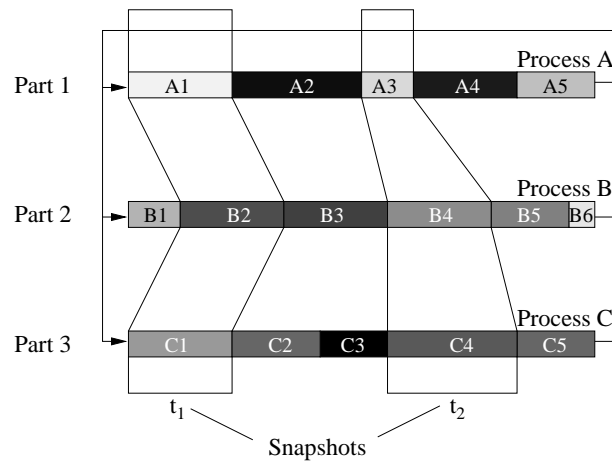 Process A
Part 1
A1 A2 A3 A4 A5
Process B
Part 2
B1 B2 B3 B4 B5 B6
Process C
Part 3
C1 C2 C3 C4 C5
t1 t2
Snapshots